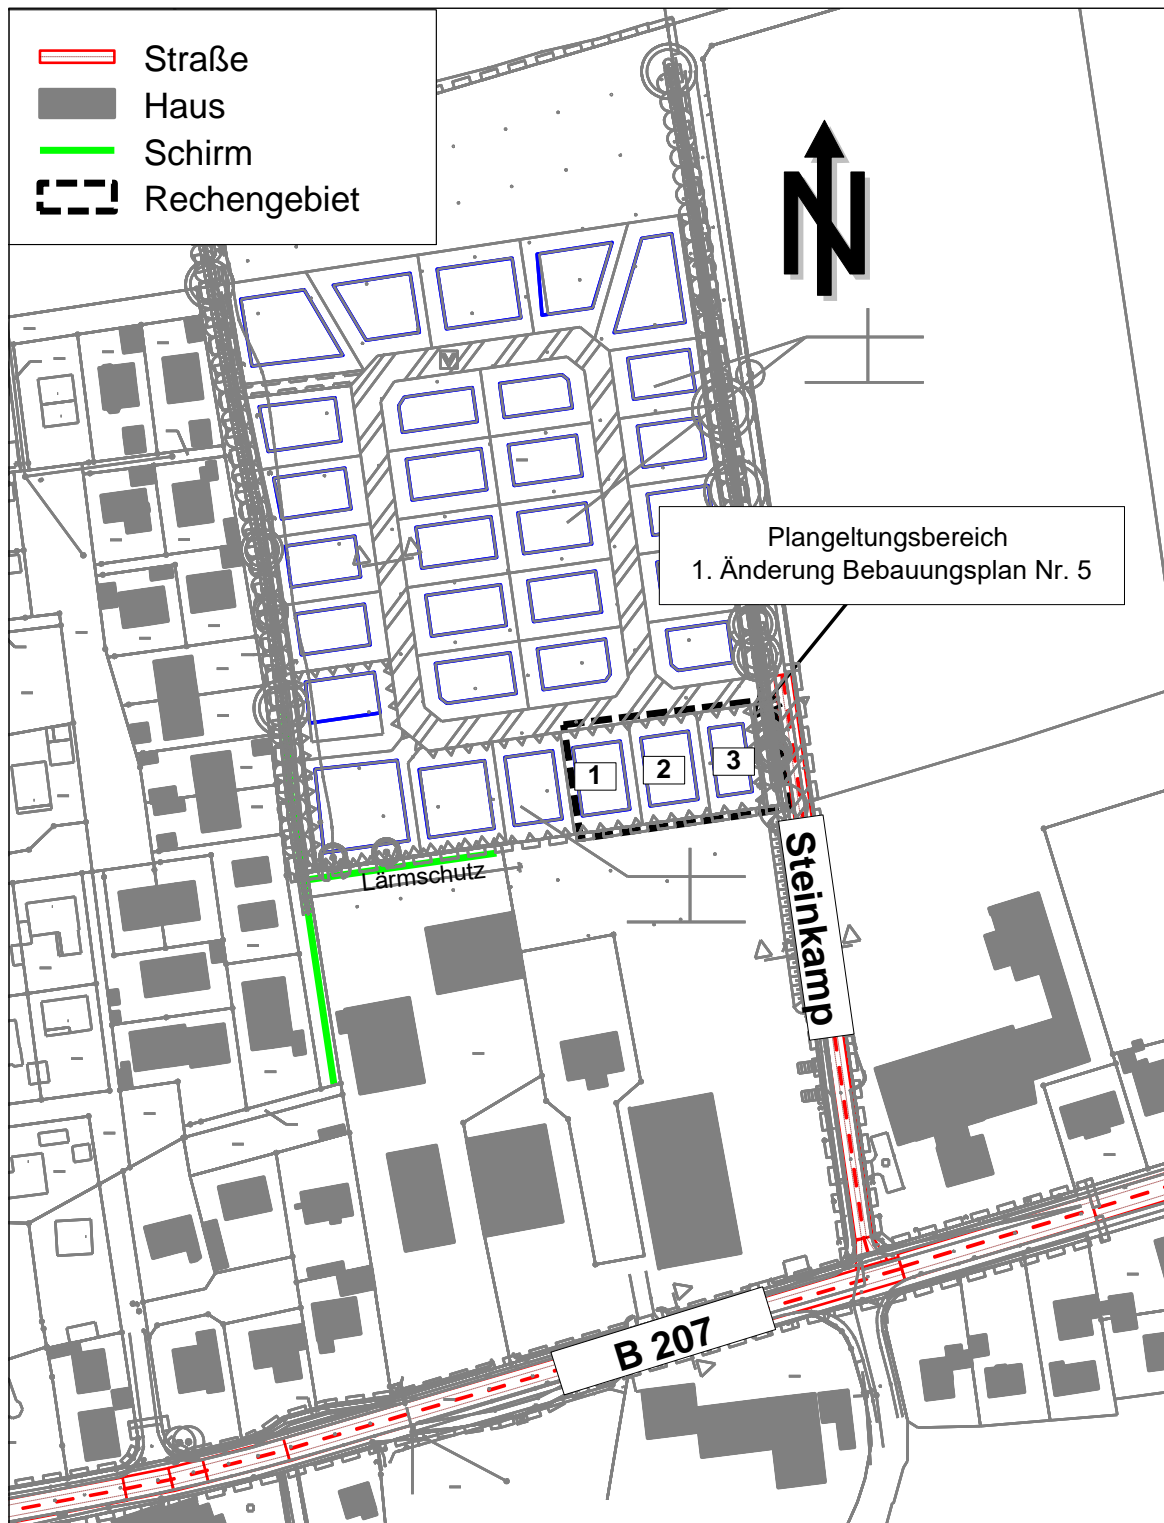 Straße
Haus
Schirm
Rechengebiet
N
Plangeltungsbereich
1. Änderung Bebauungsplan Nr. 5
1
2
3
Steinkamp
Lärmschutz
B 207